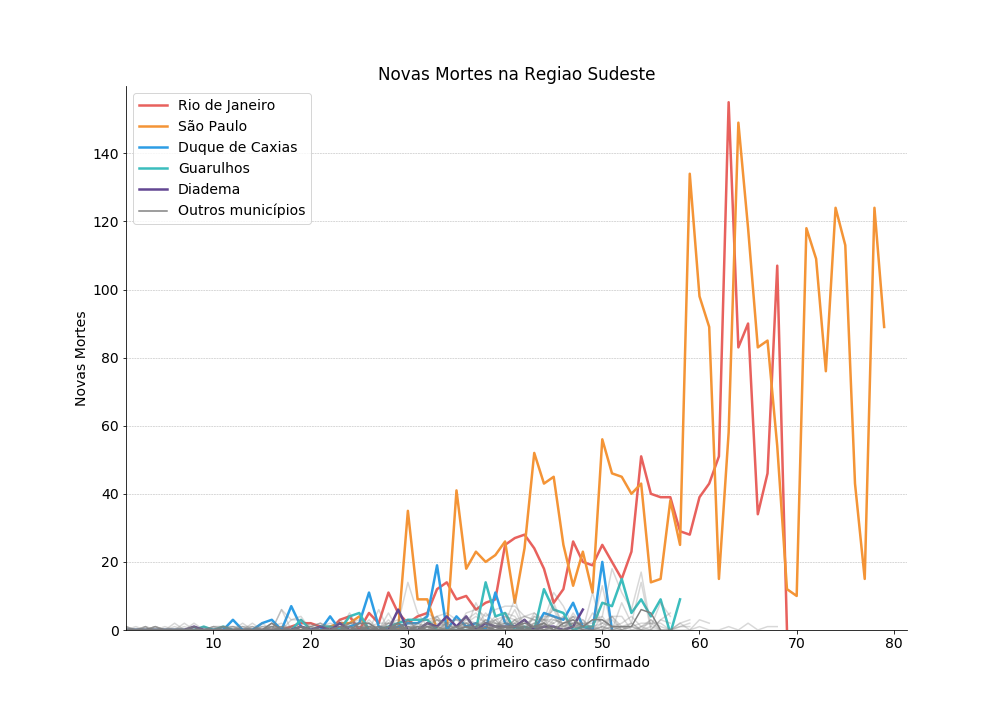 Novas Mortes na Regiao Sudeste
Rio de Janeiro
São Paulo
Duque de Caxias
Guarulhos
Diadema
Outros municípios
Novas Mortes
140
120
100
80
60
40
20
0
10
20
30
40
50
60
70
80
Dias após o primeiro caso confirmado